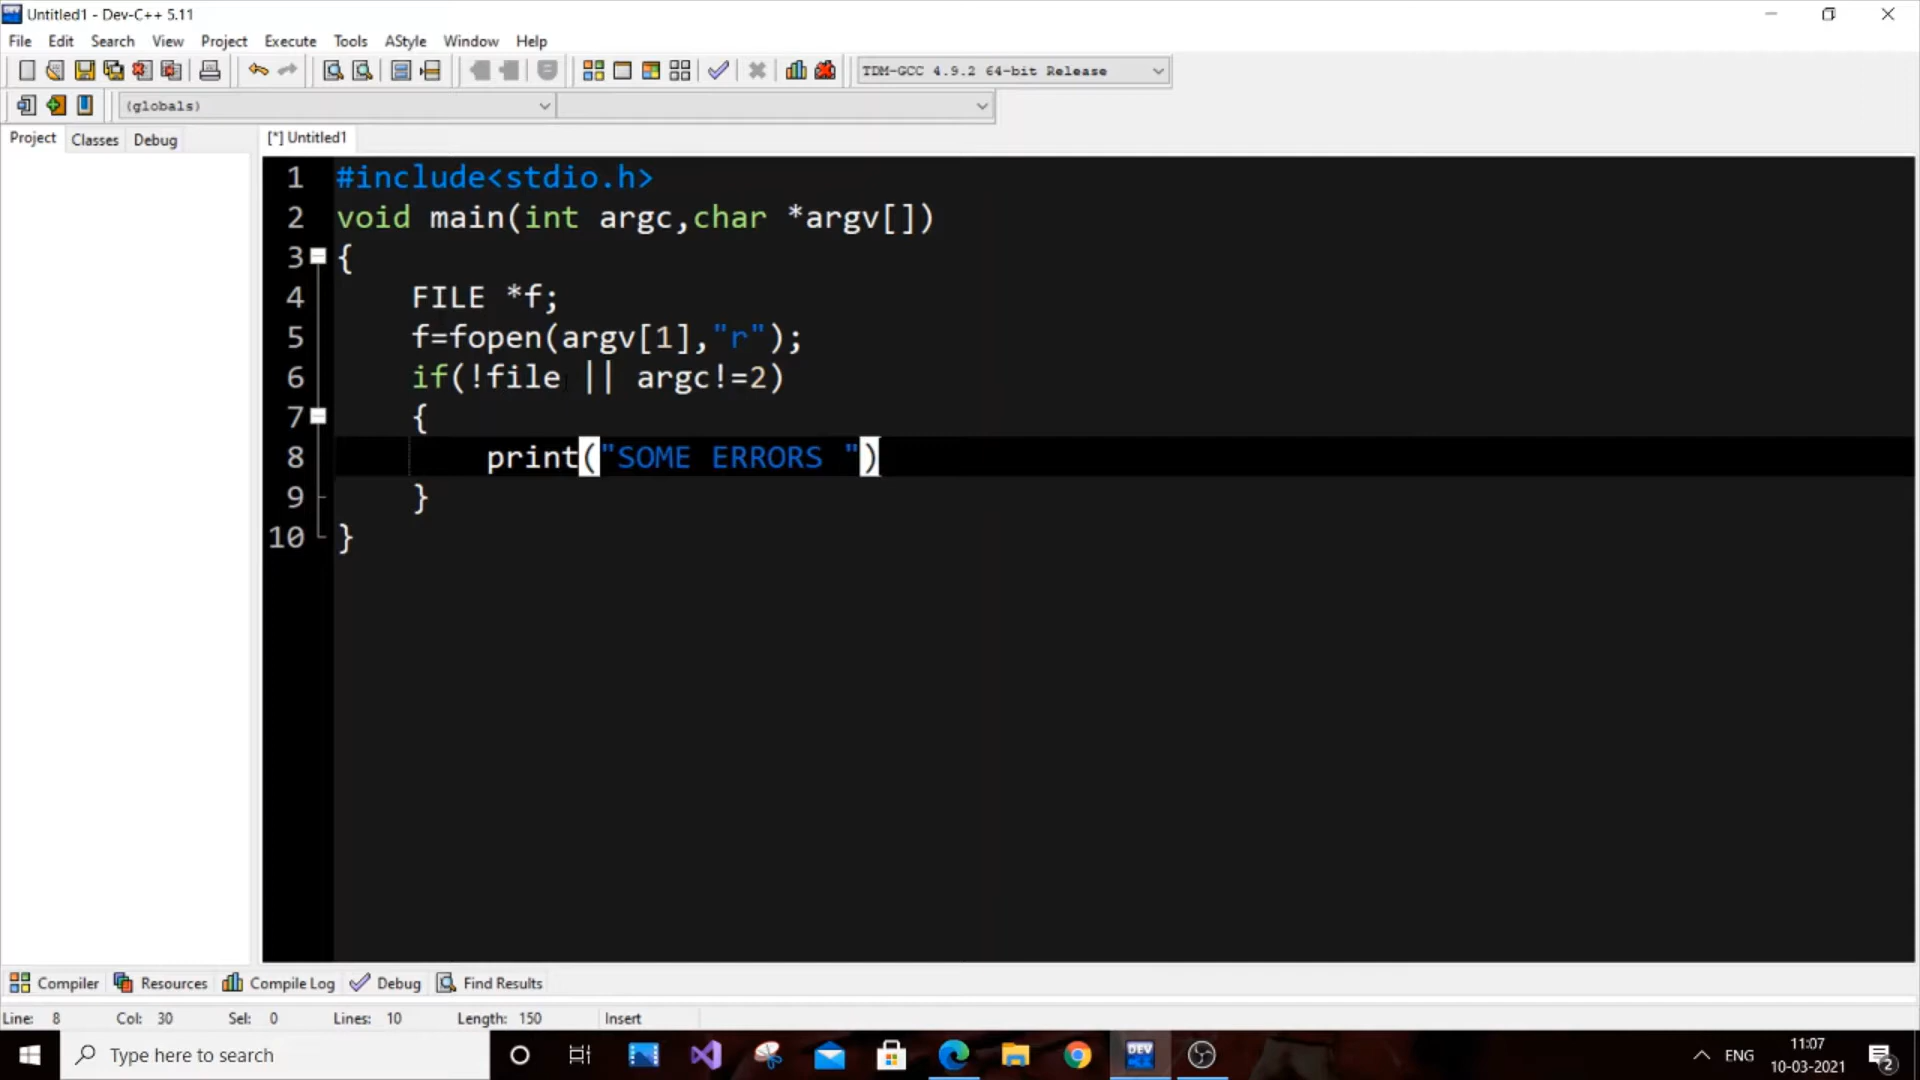 Untitled1 - Dev-C++ 5.11
File Edit Search View Project Execute Tools AStyle Window Help
TDM-GCC 4.9.2 64-bit Release
(globals)
Project Classes Debug [*] Untitled1
1 #include<stdio.h>
2 void main(int argc,char *argv[])
3 {
4 FILE *f;
5 f=fopen(argv[1],"r");
6 if(!file || argc!=2)
7 {
8 print("SOME ERRORS ")
9 }
10 }
Compiler Resources Compile Log Debug Find Results
Line: 8 Col: 30 Sel: 0 Lines: 10 Length: 150 Insert
Type here to search
DEV
ENG
11:07
10-03-2021
2